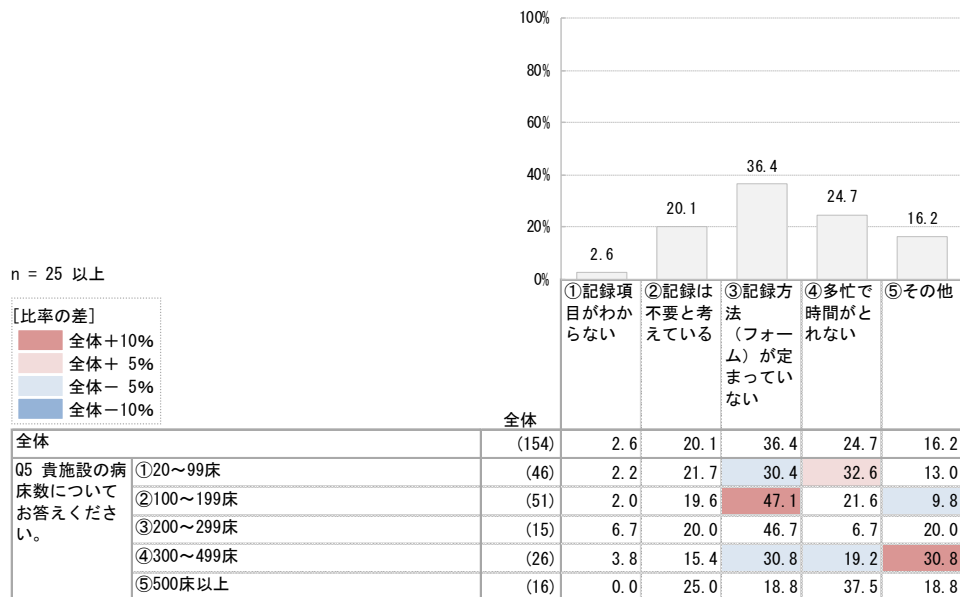 100%
80%
60%
40%
20%
0%
2.6
20.1
36.4
24.7
16.2
n = 25 以上
[比率の差]
全体＋10%
全体＋ 5%
全体－ 5%
全体－10%
①記録項
目がわか
らない
②記録は
不要と考
えている
③記録方
法
（フォー
ム）が定
まってい
ない
④多忙で
時間がと
れない
⑤その他
全体
全体 (154) 2.6 20.1 36.4 24.7 16.2
Q5 貴施設の病
床数について
お答えくださ
い。
①20～99床 (46) 2.2 21.7 30.4 32.6 13.0
②100～199床 (51) 2.0 19.6 47.1 21.6 9.8
③200～299床 (15) 6.7 20.0 46.7 6.7 20.0
④300～499床 (26) 3.8 15.4 30.8 19.2 30.8
⑤500床以上 (16) 0.0 25.0 18.8 37.5 18.8